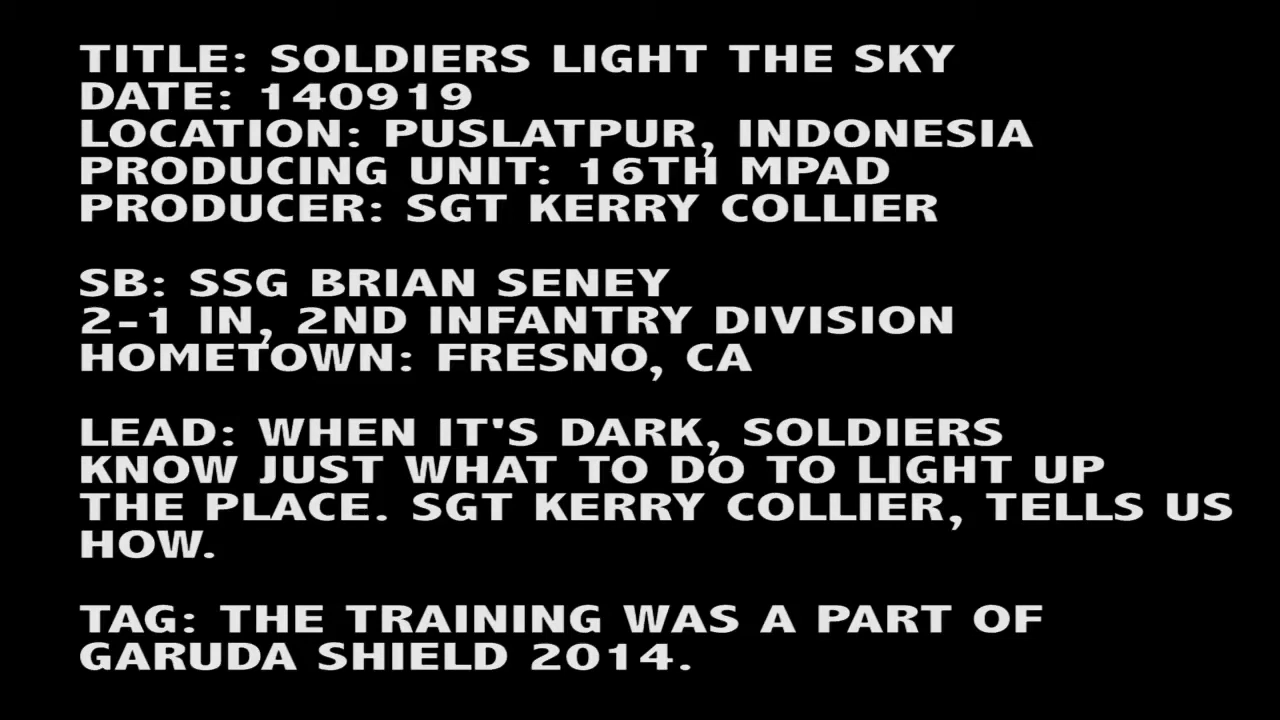 TITLE: SOLDIERS LIGHT THE SKY
DATE: 140919
LOCATION: PUSLATPUR, INDONESIA
PRODUCING UNIT: 16TH MPAD
PRODUCER: SGT KERRY COLLIER
SB: SSG BRIAN SENEY
2-1 IN, 2ND INFANTRY DIVISION
HOMETOWN: FRESNO, CA
LEAD: WHEN IT'S DARK, SOLDIERS
KNOW JUST WHAT TO DO TO LIGHT UP
THE PLACE. SGT KERRY COLLIER, TELLS US
HOW.
TAG: THE TRAINING WAS A PART OF
GARUDA SHIELD 2014.